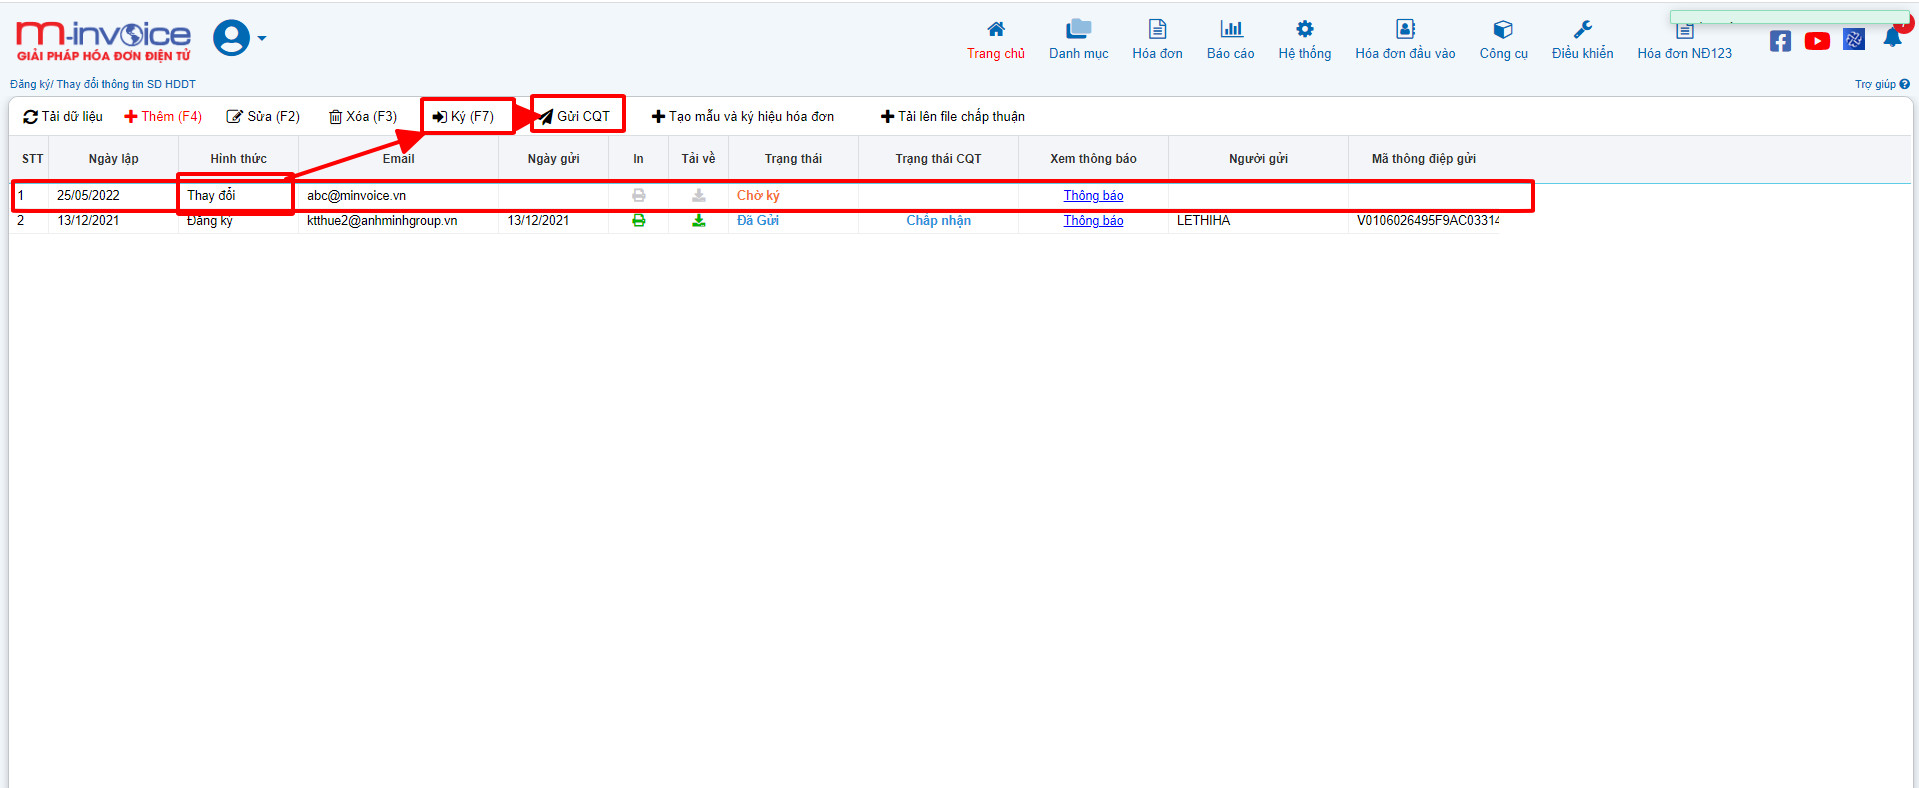 m-invoice
GIẢI PHÁP HÓA ĐƠN ĐIỆN TỬ
Trang chủ Danh mục Hóa đơn Báo cáo Hệ thống Hóa đơn đầu vào Công cụ Điều khiển Hóa đơn NĐ123
Đăng ký/ Thay đổi thông tin SD HDDT
Trợ giúp
Tải dữ liệu Thêm (F4) Sửa (F2) Xóa (F3) Ký (F7) Gửi CQT Tạo mẫu và ký hiệu hóa đơn Tải lên file chấp thuận
STT Ngày lập Hình thức Email Ngày gửi In Tải về Trạng thái Trạng thái CQT Xem thông báo Người gửi Mã thông điệp gửi
1 25/05/2022 Thay đổi abc@minvoice.vn Chờ ký Thông báo
2 13/12/2021 Đăng ký ktthue2@anhminhgroup.vn 13/12/2021 Đã Gửi Chấp nhận Thông báo LETHIHA V0106026495F9AC03314